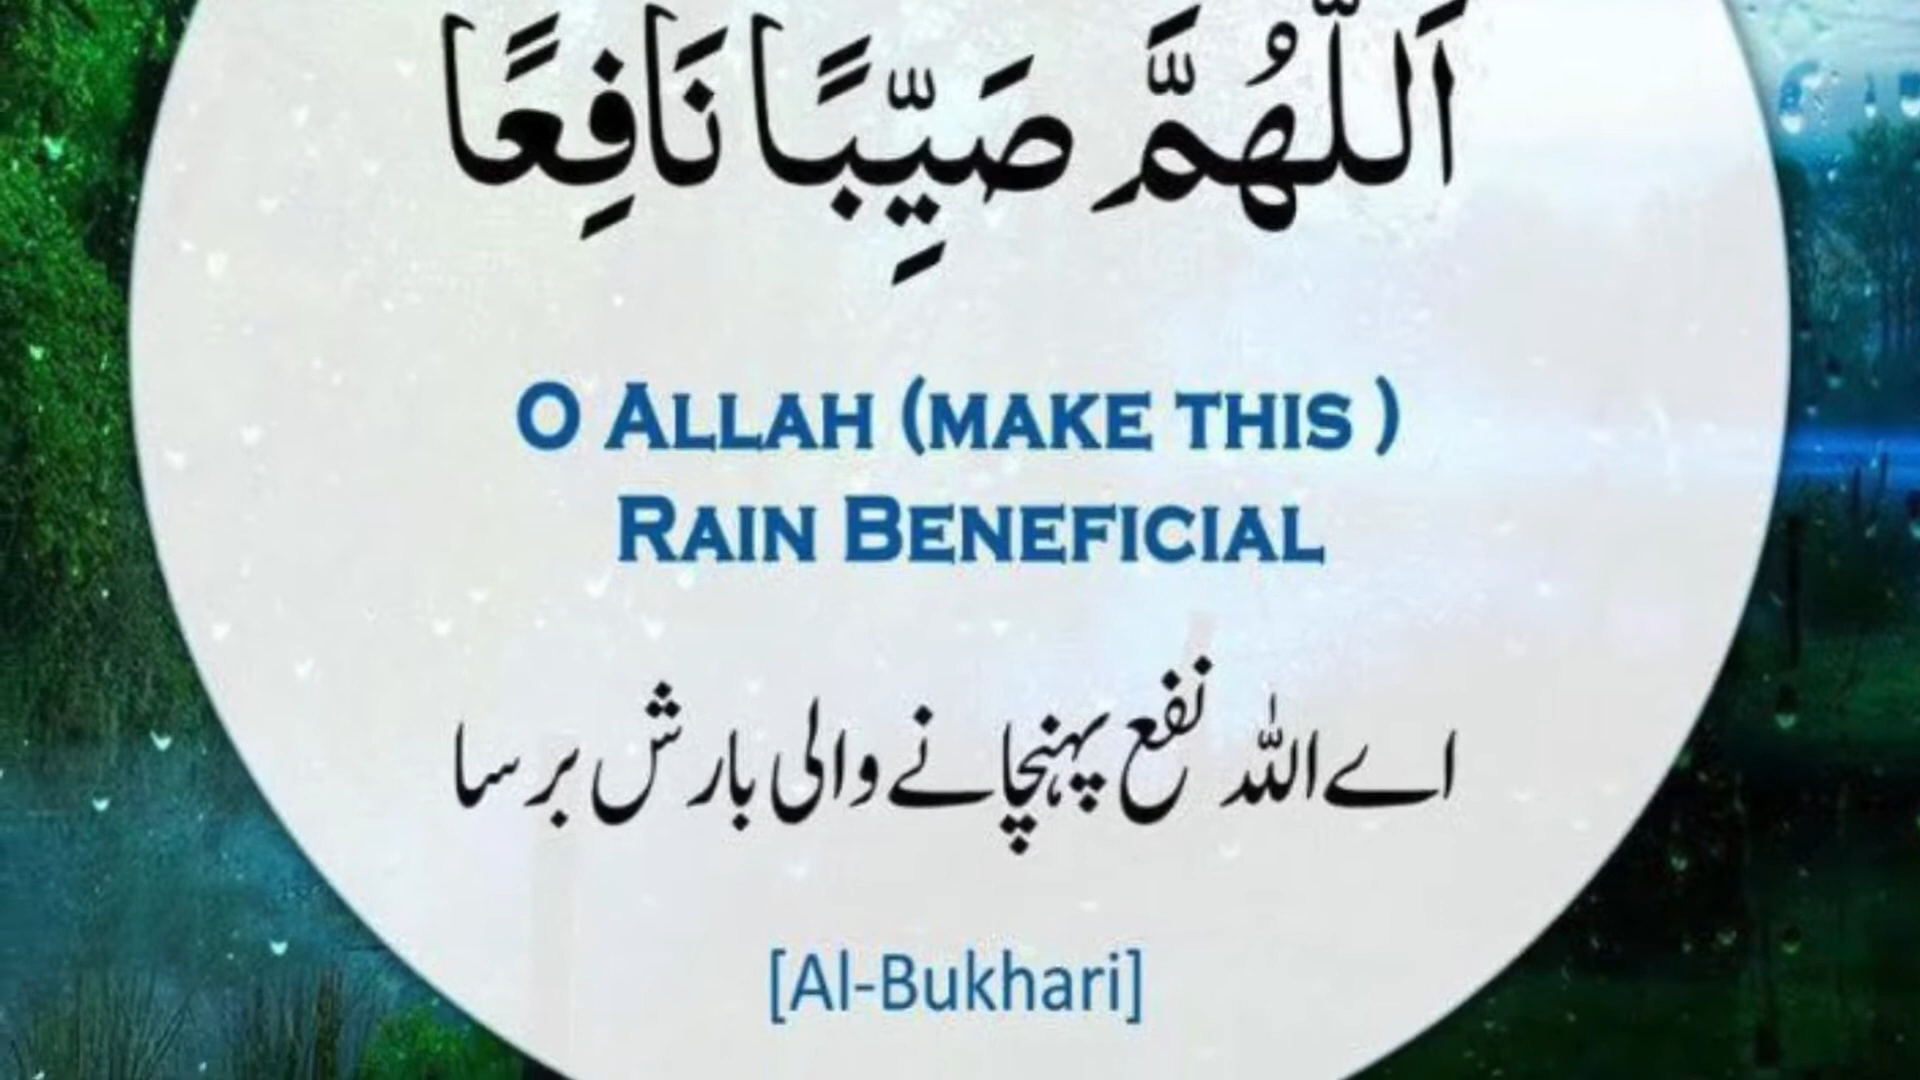 اَللّٰهُمَّ صَيِّبًا نَافِعًا
O ALLAH (MAKE THIS )
RAIN BENEFICIAL
اے اللہ نفع پہنچانے والی بارش برسا
[Al-Bukhari]